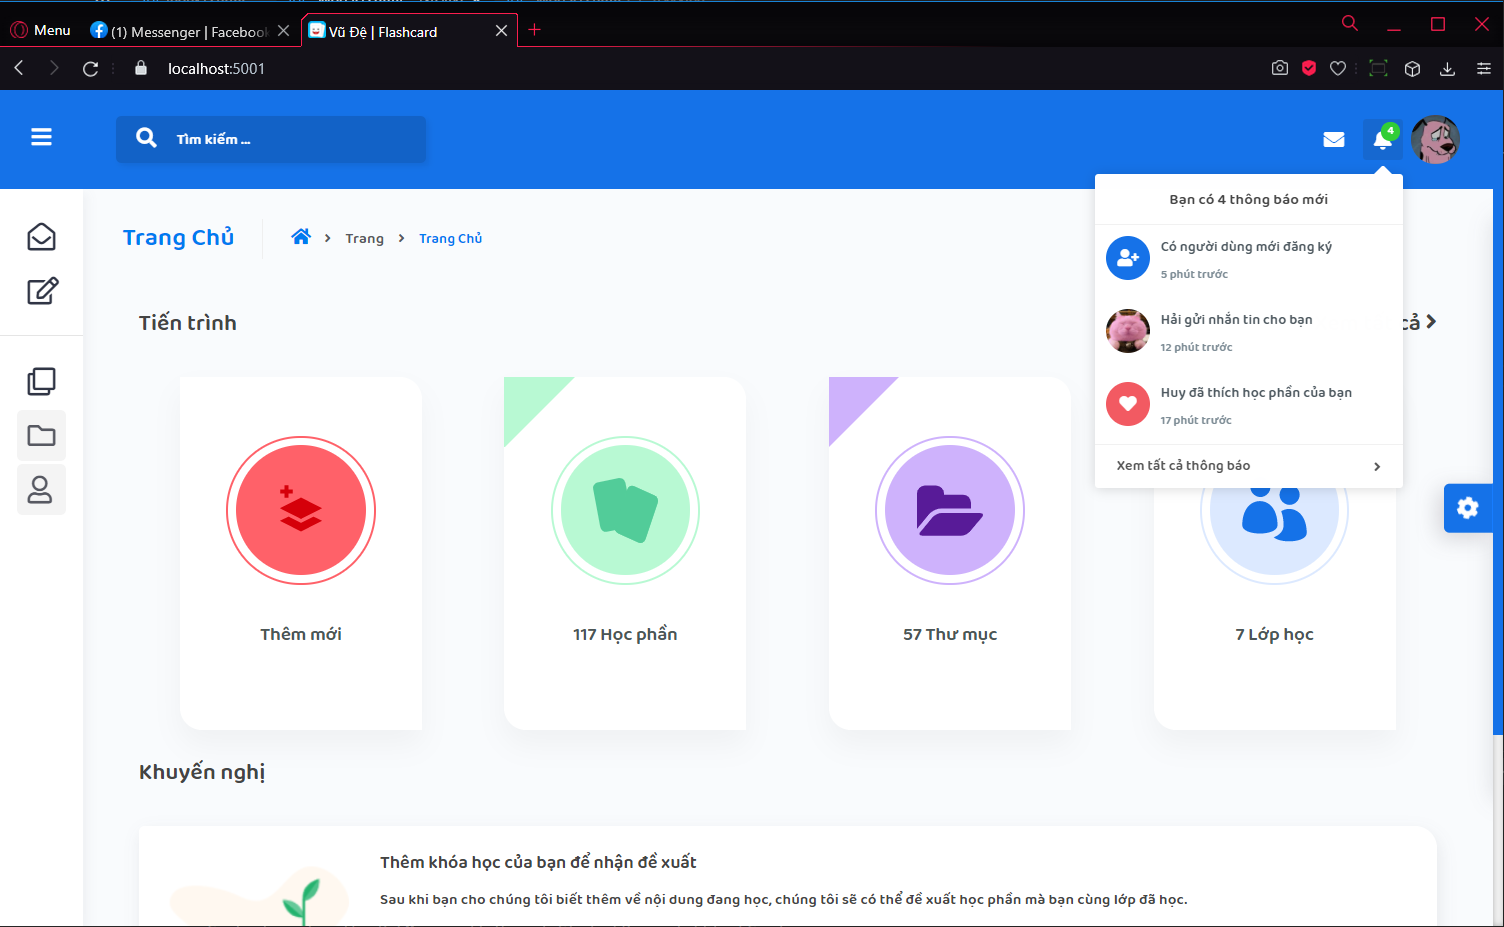 Menu
(1) Messenger | Facebook
Vũ Đệ | Flashcard
localhost:5001
Tìm kiếm ...
4
Bạn có 4 thông báo mới
Trang Chủ
Trang
Trang Chủ
Có người dùng mới đăng ký
5 phút trước
Tiến trình
cả
Hải gửi nhắn tin cho bạn
12 phút trước
Huy đã thích học phần của bạn
17 phút trước
Xem tất cả thông báo
Thêm mới
117 Học phần
57 Thư mục
7 Lớp học
Khuyến nghị
Thêm khóa học của bạn để nhận đề xuất
Sau khi bạn cho chúng tôi biết thêm về nội dung đang học, chúng tôi sẽ có thể đề xuất học phần mà bạn cùng lớp đã học.